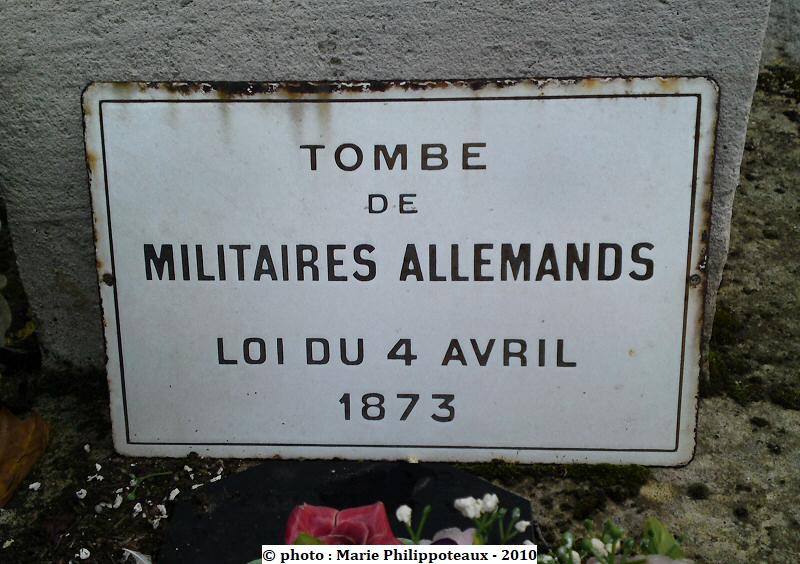 TOMBE
DE
MILITAIRES ALLEMANDS
LOI DU 4 AVRIL
1873
© photo : Marie Philippoteaux - 2010